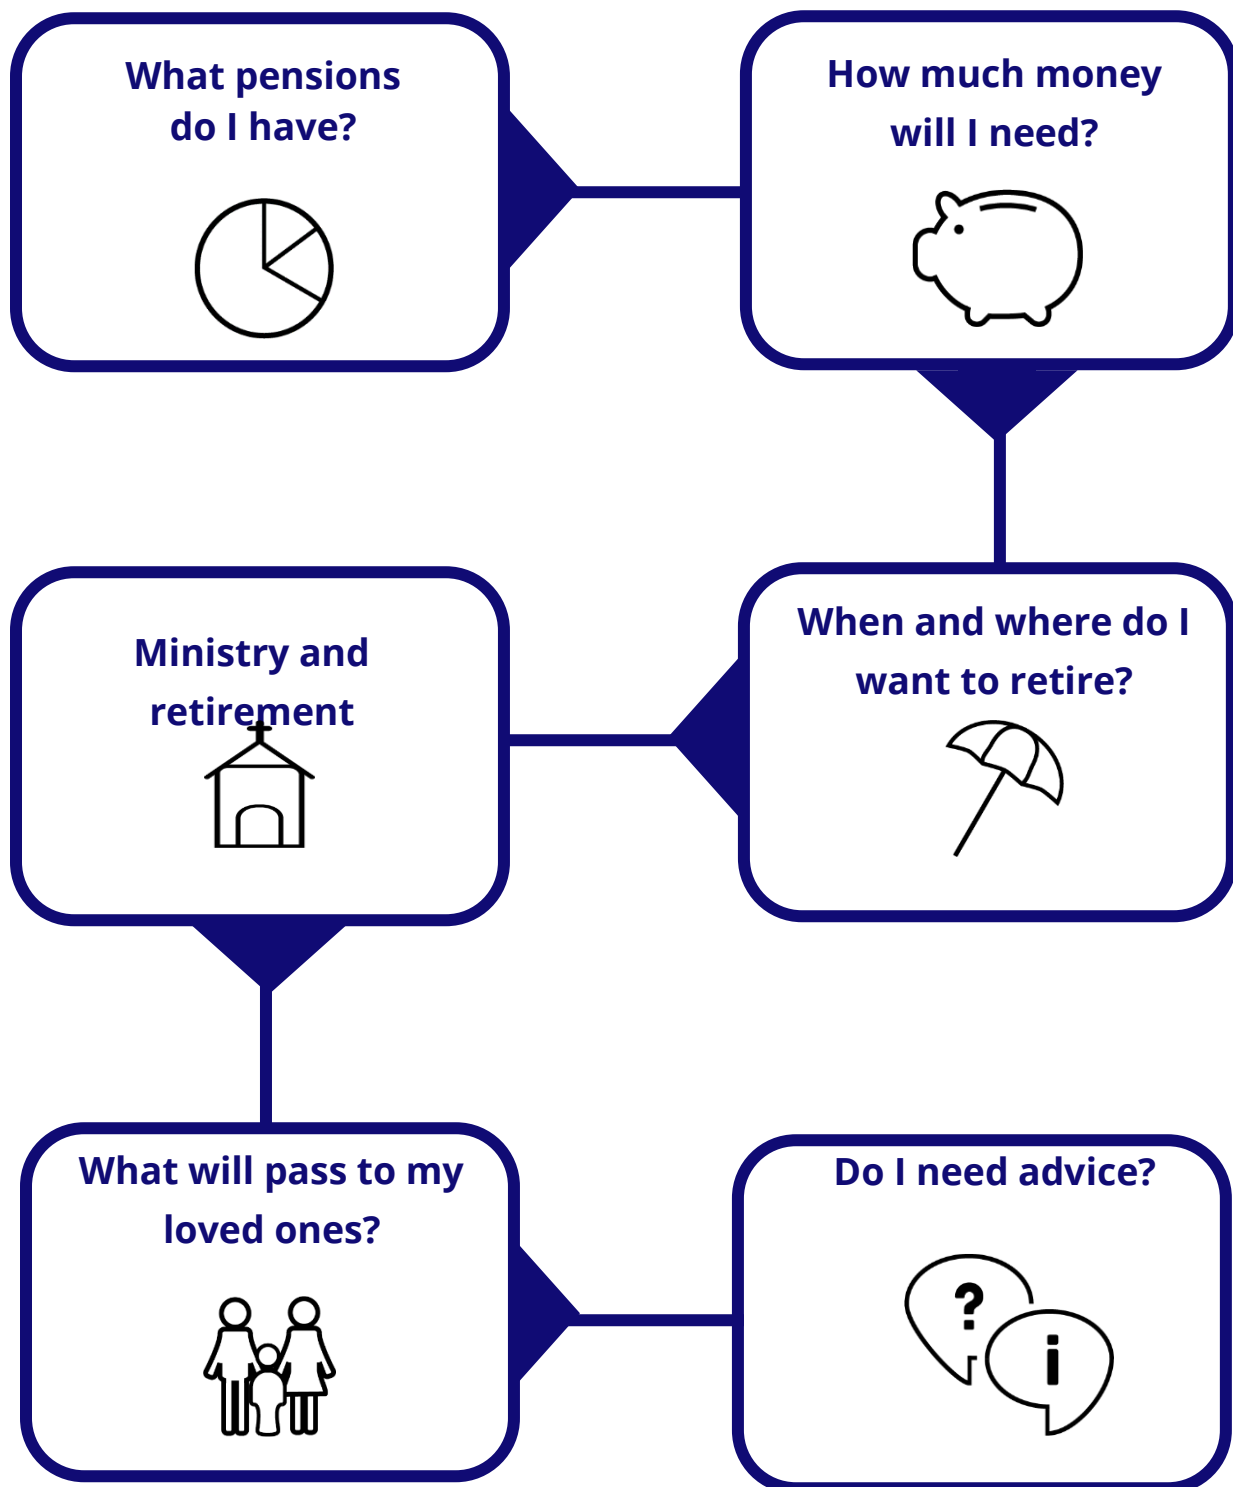 What pensions
do I have?
How much money
will I need?
When and where do I
want to retire?
Ministry and
retirement
What will pass to my
loved ones?
Do I need advice?
?
i